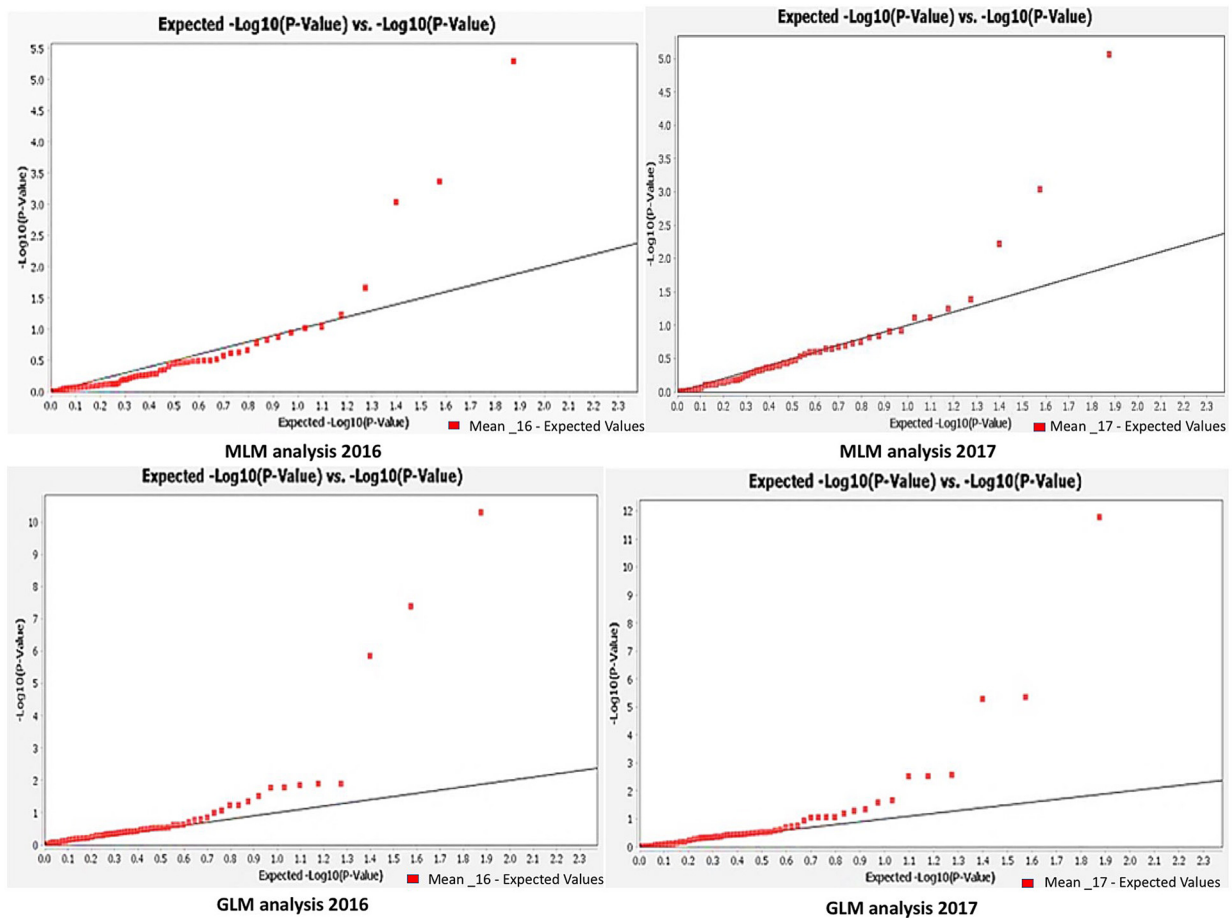 Expected -Log10(P-Value) vs. -Log10(P-Value)
-Log10(P-Value)
5.5
5.0
4.5
4.0
3.5
3.0
2.5
2.0
1.5
1.0
0.5
0.0
0.0 0.1 0.2 0.3 0.4 0.5 0.6 0.7 0.8 0.9 1.0 1.1 1.2 1.3 1.4 1.5 1.6 1.7 1.8 1.9 2.0 2.1 2.2 2.3
Expected -Log10(P-Value)
Mean _16 - Expected Values
MLM analysis 2016
Expected -Log10(P-Value) vs. -Log10(P-Value)
-Log10(P-Value)
5.0
4.5
4.0
3.5
3.0
2.5
2.0
1.5
1.0
0.5
0.0
0.0 0.1 0.2 0.3 0.4 0.5 0.6 0.7 0.8 0.9 1.0 1.1 1.2 1.3 1.4 1.5 1.6 1.7 1.8 1.9 2.0 2.1 2.2 2.3
Expected -Log10(P-Value)
Mean _17 - Expected Values
MLM analysis 2017
Expected -Log10(P-Value) vs. -Log10(P-Value)
-Log10(P-Value)
10
9
8
7
6
5
4
3
2
1
0
0.0 0.1 0.2 0.3 0.4 0.5 0.6 0.7 0.8 0.9 1.0 1.1 1.2 1.3 1.4 1.5 1.6 1.7 1.8 1.9 2.0 2.1 2.2 2.3
Expected -Log10(P-Value)
Mean _16 - Expected Values
GLM analysis 2016
Expected -Log10(P-Value) vs. -Log10(P-Value)
-Log10(P-Value)
12
11
10
9
8
7
6
5
4
3
2
1
0
0.0 0.1 0.2 0.3 0.4 0.5 0.6 0.7 0.8 0.9 1.0 1.1 1.2 1.3 1.4 1.5 1.6 1.7 1.8 1.9 2.0 2.1 2.2 2.3
Expected -Log10(P-Value)
Mean _17 - Expected Values
GLM analysis 2017